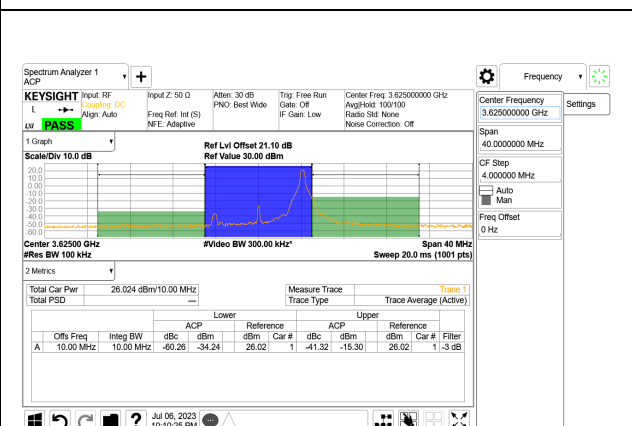 Spectrum Analyzer 1
ACP
Frequency
KEYSIGHT
L
LXI PASS
Input: RF
Coupling: DC
Align: Auto
Input Z: 50 Ω
Freq Ref: Int (S)
NFE: Adaptive
Atten: 30 dB
PNO: Best Wide
Trig: Free Run
Gate: Off
IF Gain: Low
Center Freq: 3.625000000 GHz
Avg|Hold: 100/100
Radio Std: None
Noise Correction: Off
Center Frequency
3.625000000 GHz
Settings
Span
40.0000000 MHz
CF Step
4.000000 MHz
Auto
Man
Freq Offset
0 Hz
1 Graph
Scale/Div 10.0 dB
Ref Lvl Offset 21.10 dB
Ref Value 30.00 dBm
20.0
10.0
0.00
-10.0
-20.0
-30.0
-40.0
-50.0
-60.0
Center 3.62500 GHz
#Video BW 300.00 kHz*
Span 40 MHz
#Res BW 100 kHz
Sweep 20.0 ms (1001 pts)
2 Metrics
Total Car Pwr 26.024 dBm/10.00 MHz
Total PSD ---
Measure Trace Trace 1
Trace Type Trace Average (Active)
Lower Upper
ACP Reference ACP Reference
Offs Freq Integ BW dBc dBm dBm Car # dBc dBm dBm Car # Filter
A 10.00 MHz 10.00 MHz -60.26 -34.24 26.02 1 -41.32 -15.30 26.02 1 -3 dB
?
Jul 06, 2023
10:10:25 PM